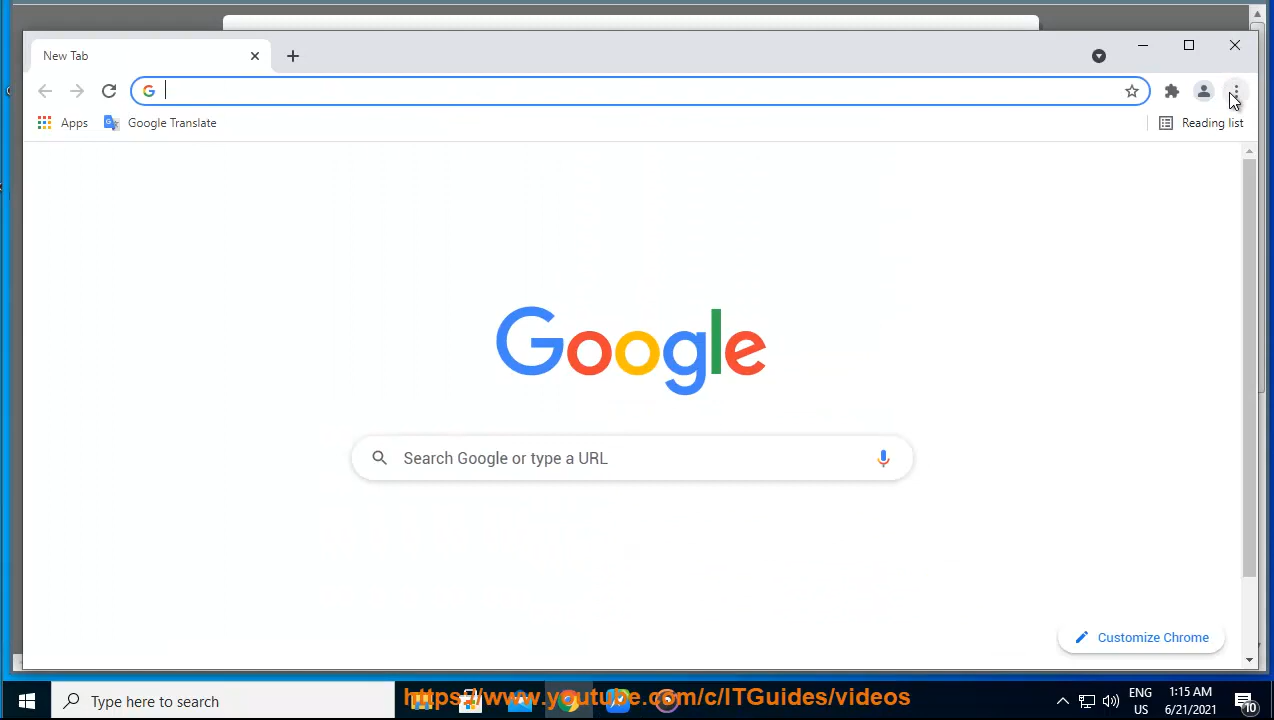 New Tab
Apps
Google Translate
Reading list
Google
Search Google or type a URL
Customize Chrome
Type here to search
https://www.youtube.com/c/ITGuides/videos
ENG
US
1:15 AM
6/21/2021
10